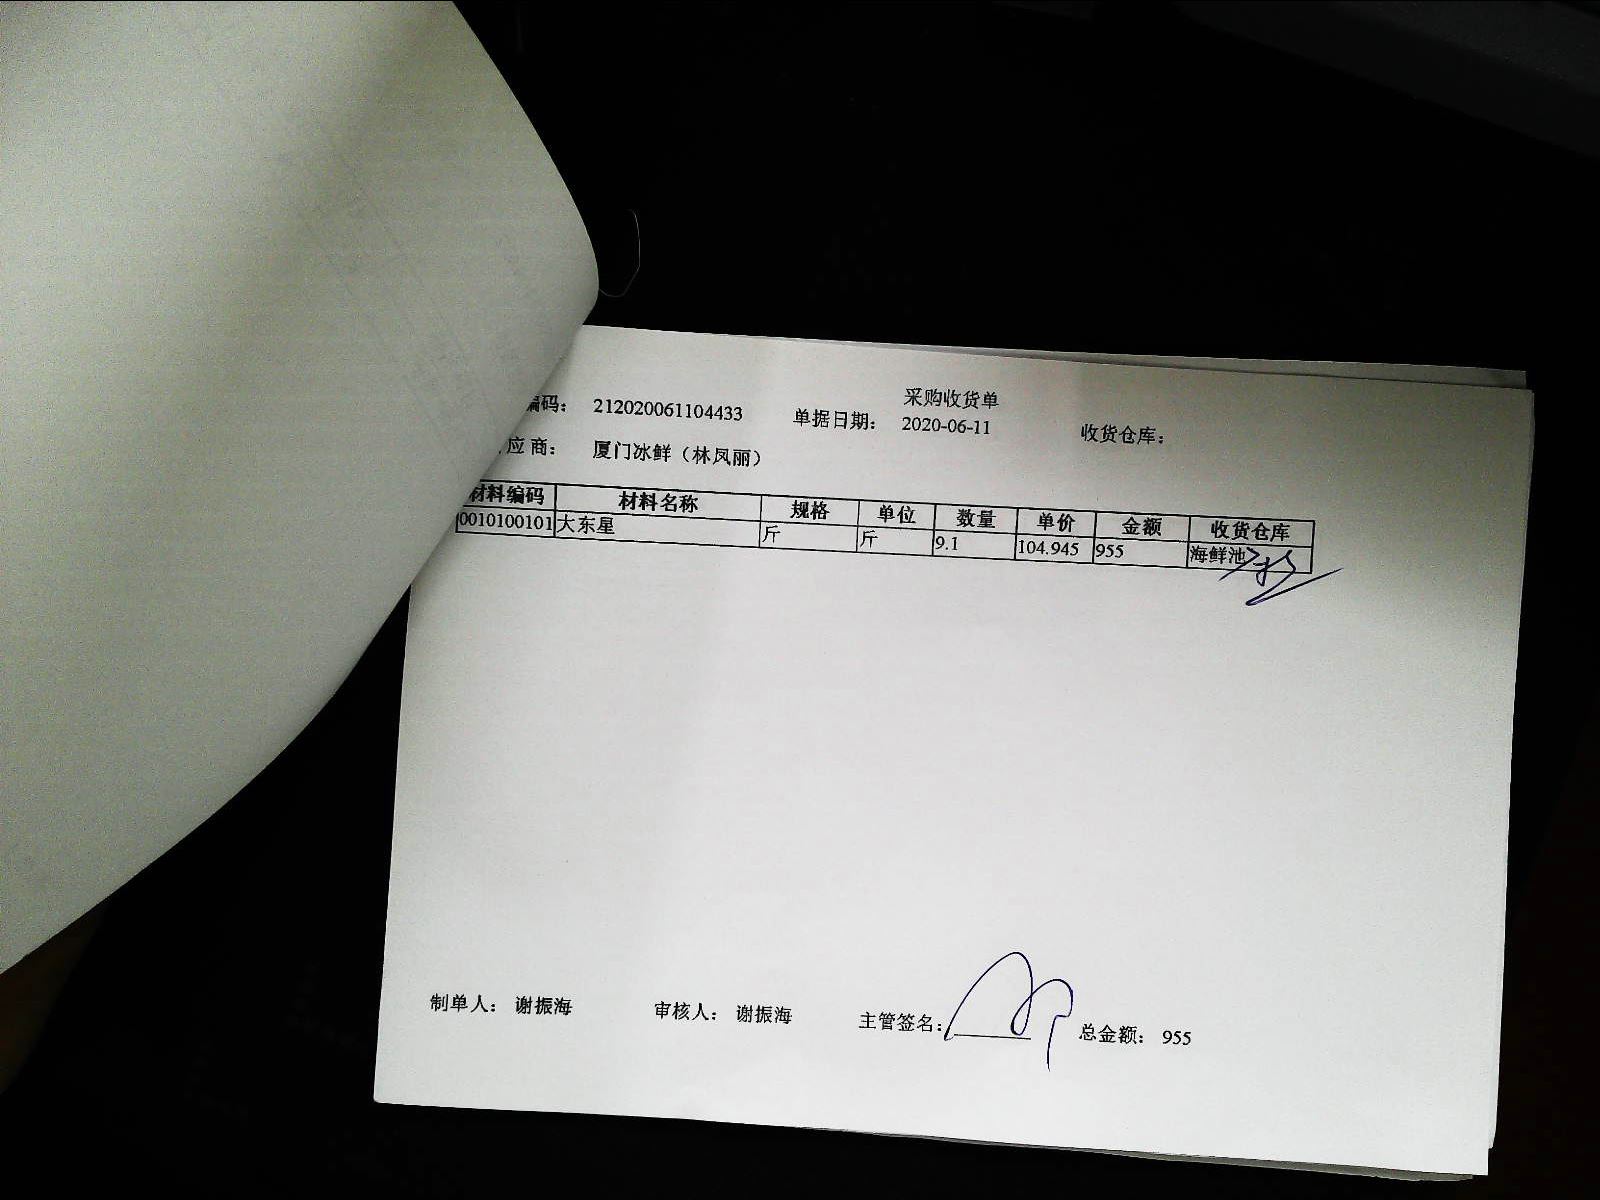 采购收货单
编码： 212020061104433 单据日期： 2020-06-11 收货仓库：
应商： 厦门冰鲜（林凤丽）
材料编码 材料名称 规格 单位 数量 单价 金额 收货仓库
0010100101 大东星 斤 斤 9.1 104.945 955 海鲜池
制单人： 谢振海 审核人： 谢振海 主管签名： 总金额： 955